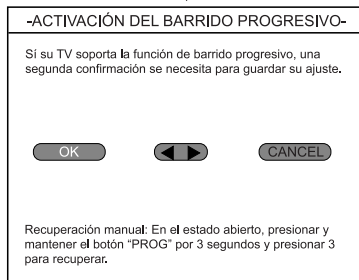 -ACTIVACIÓN DEL BARRIDO PROGRESIVO-
Sí su TV soporta la función de barrido progresivo, una
segunda confirmación se necesita para guardar su ajuste.
OK
CANCEL
Recuperación manual: En el estado abierto, presionar y
mantener el botón “PROG” por 3 segundos y presionar 3
para recuperar.